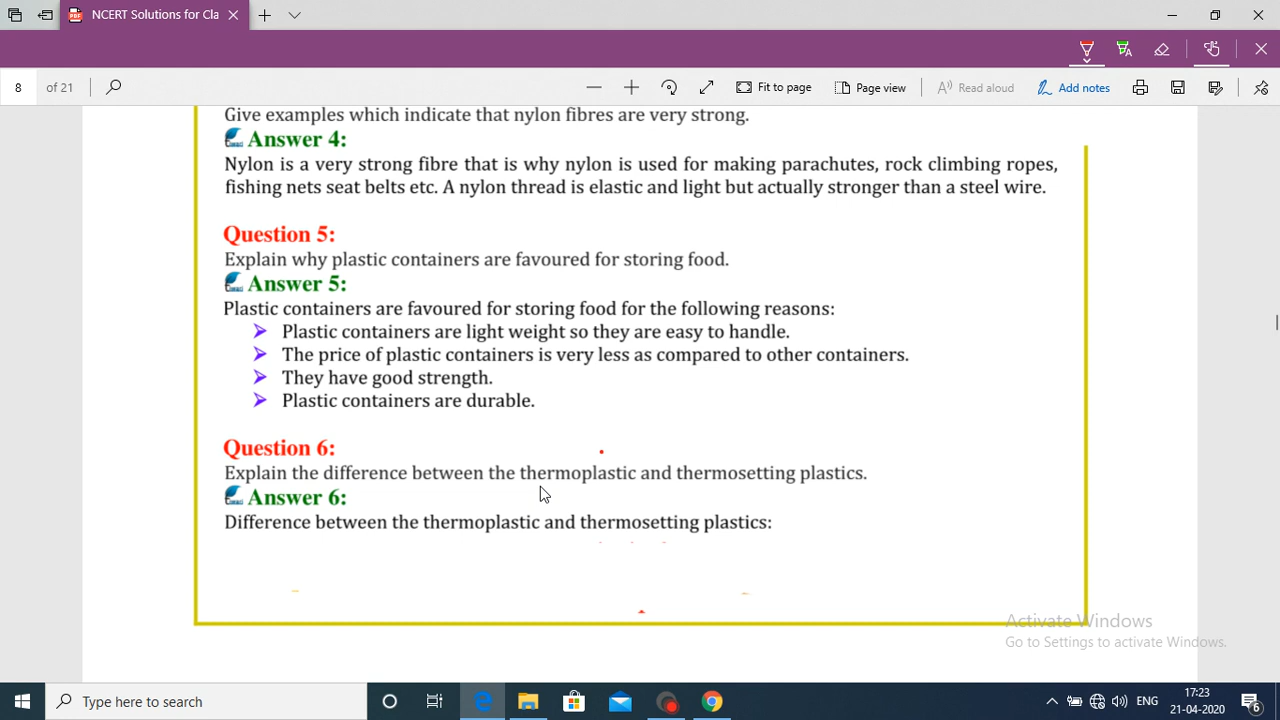 NCERT Solutions for Cla
8 of 21
Fit to page
Page view
Read aloud
Add notes
Give examples which indicate that nylon fibres are very strong.
Answer 4:
Nylon is a very strong fibre that is why nylon is used for making parachutes, rock climbing ropes,
fishing nets seat belts etc. A nylon thread is elastic and light but actually stronger than a steel wire.
Question 5:
Explain why plastic containers are favoured for storing food.
Answer 5:
Plastic containers are favoured for storing food for the following reasons:
Plastic containers are light weight so they are easy to handle.
The price of plastic containers is very less as compared to other containers.
They have good strength.
Plastic containers are durable.
Question 6:
Explain the difference between the thermoplastic and thermosetting plastics.
Answer 6:
Difference between the thermoplastic and thermosetting plastics:
Activate Windows
Go to Settings to activate Windows.
Type here to search
ENG
17:23
21-04-2020
6